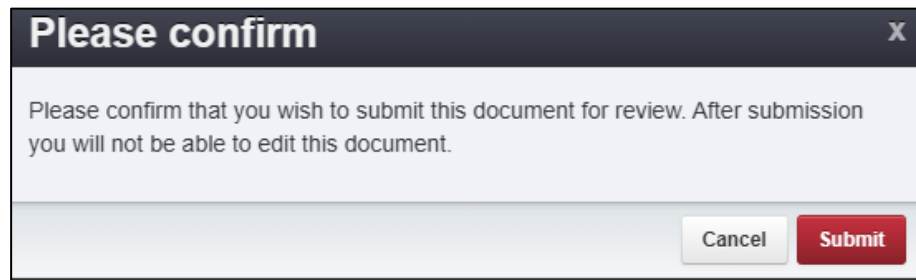 Please confirm
x
Please confirm that you wish to submit this document for review. After submission
you will not be able to edit this document.
Cancel
Submit